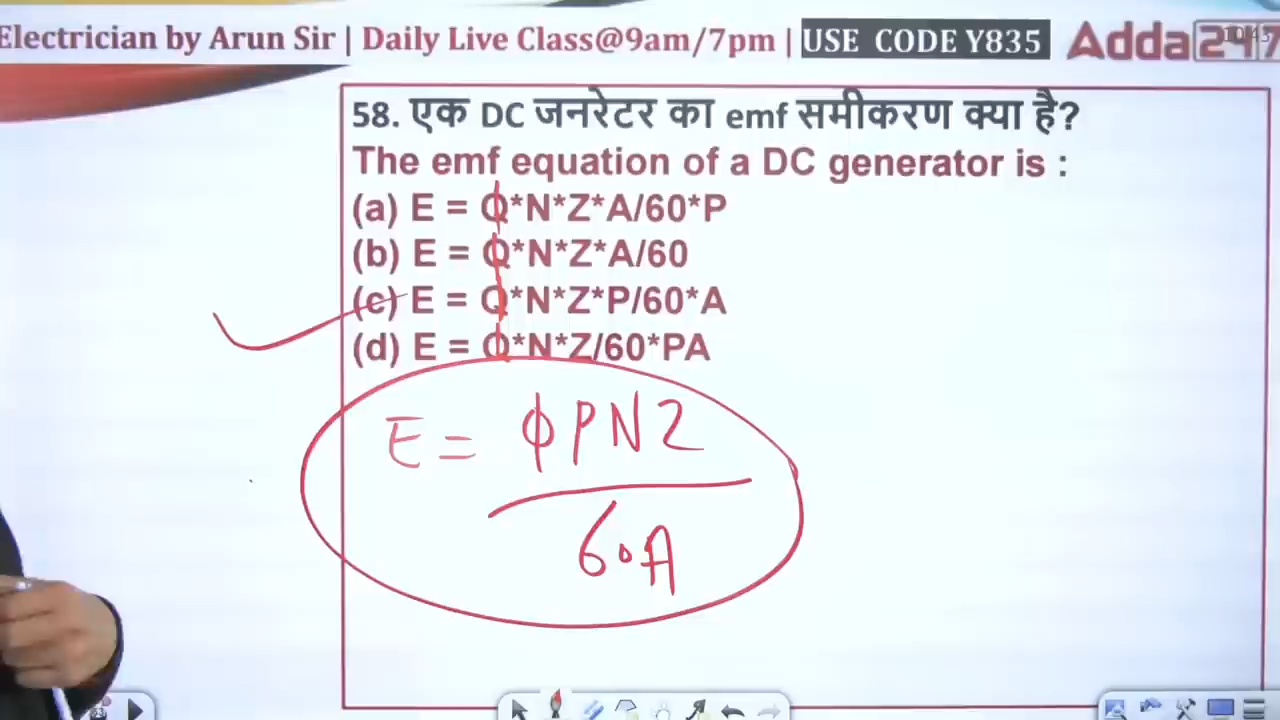 Electrician by Arun Sir | Daily Live Class@9am/7pm | USE CODE Y835 Adda247
58. एक DC जनरेटर का emf समीकरण क्या है?
The emf equation of a DC generator is :
(a) E = Q*N*Z*A/60*P
(b) E = Q*N*Z*A/60
(c) E = Q*N*Z*P/60*A
(d) E = Q*N*Z/60*PA
E = ϕPNZ
60A